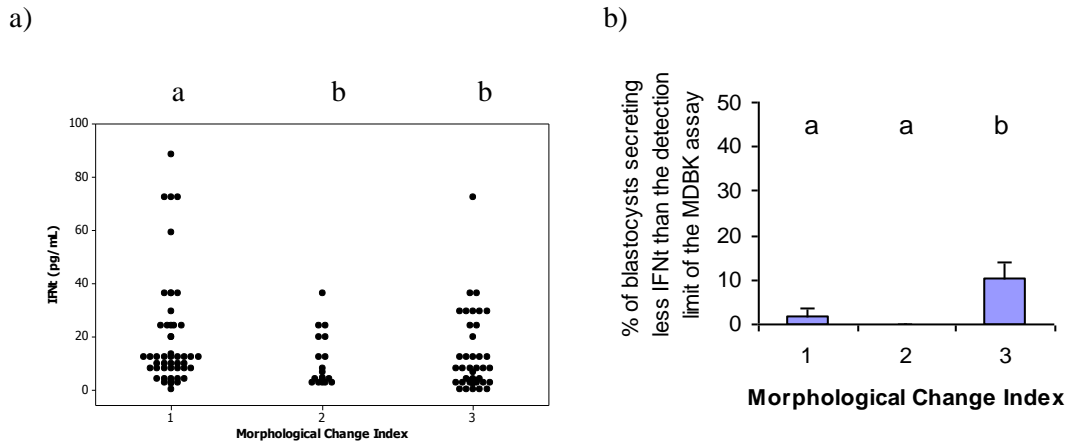 a)
a b b
100
80
60
40
20
0
IFNt (pg/mL)
1 2 3
Morphological Change Index
b)
% of blastocysts secreting
less IFNt than the detection
limit of the MDBK assay
50
40
30
20
10
0
a a b
1 2 3
Morphological Change Index